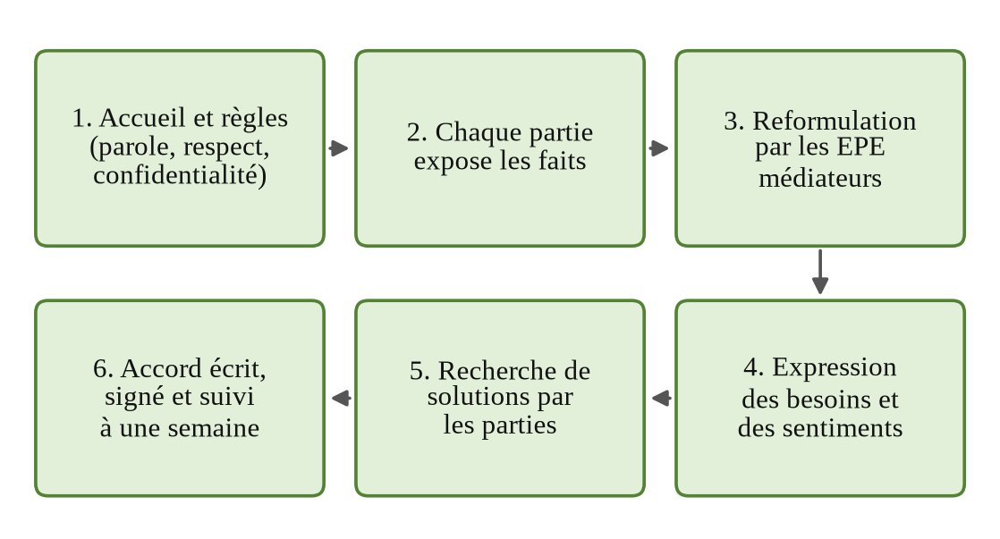 1. Accueil et règles
(parole, respect,
confidentialité)
2. Chaque partie
expose les faits
3. Reformulation
par les EPE
médiateurs
4. Expression
des besoins et
des sentiments
5. Recherche de
solutions par
les parties
6. Accord écrit,
signé et suivi
à une semaine